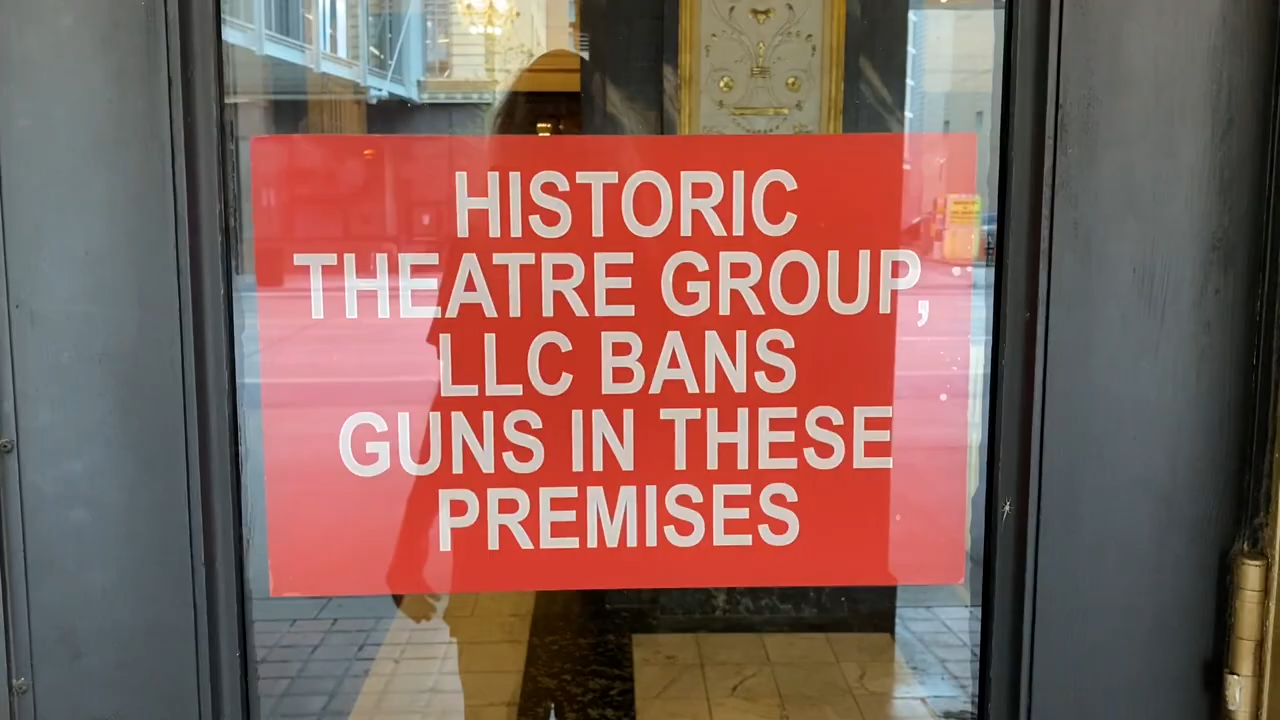 HISTORIC
THEATRE GROUP,
LLC BANS
GUNS IN THESE
PREMISES